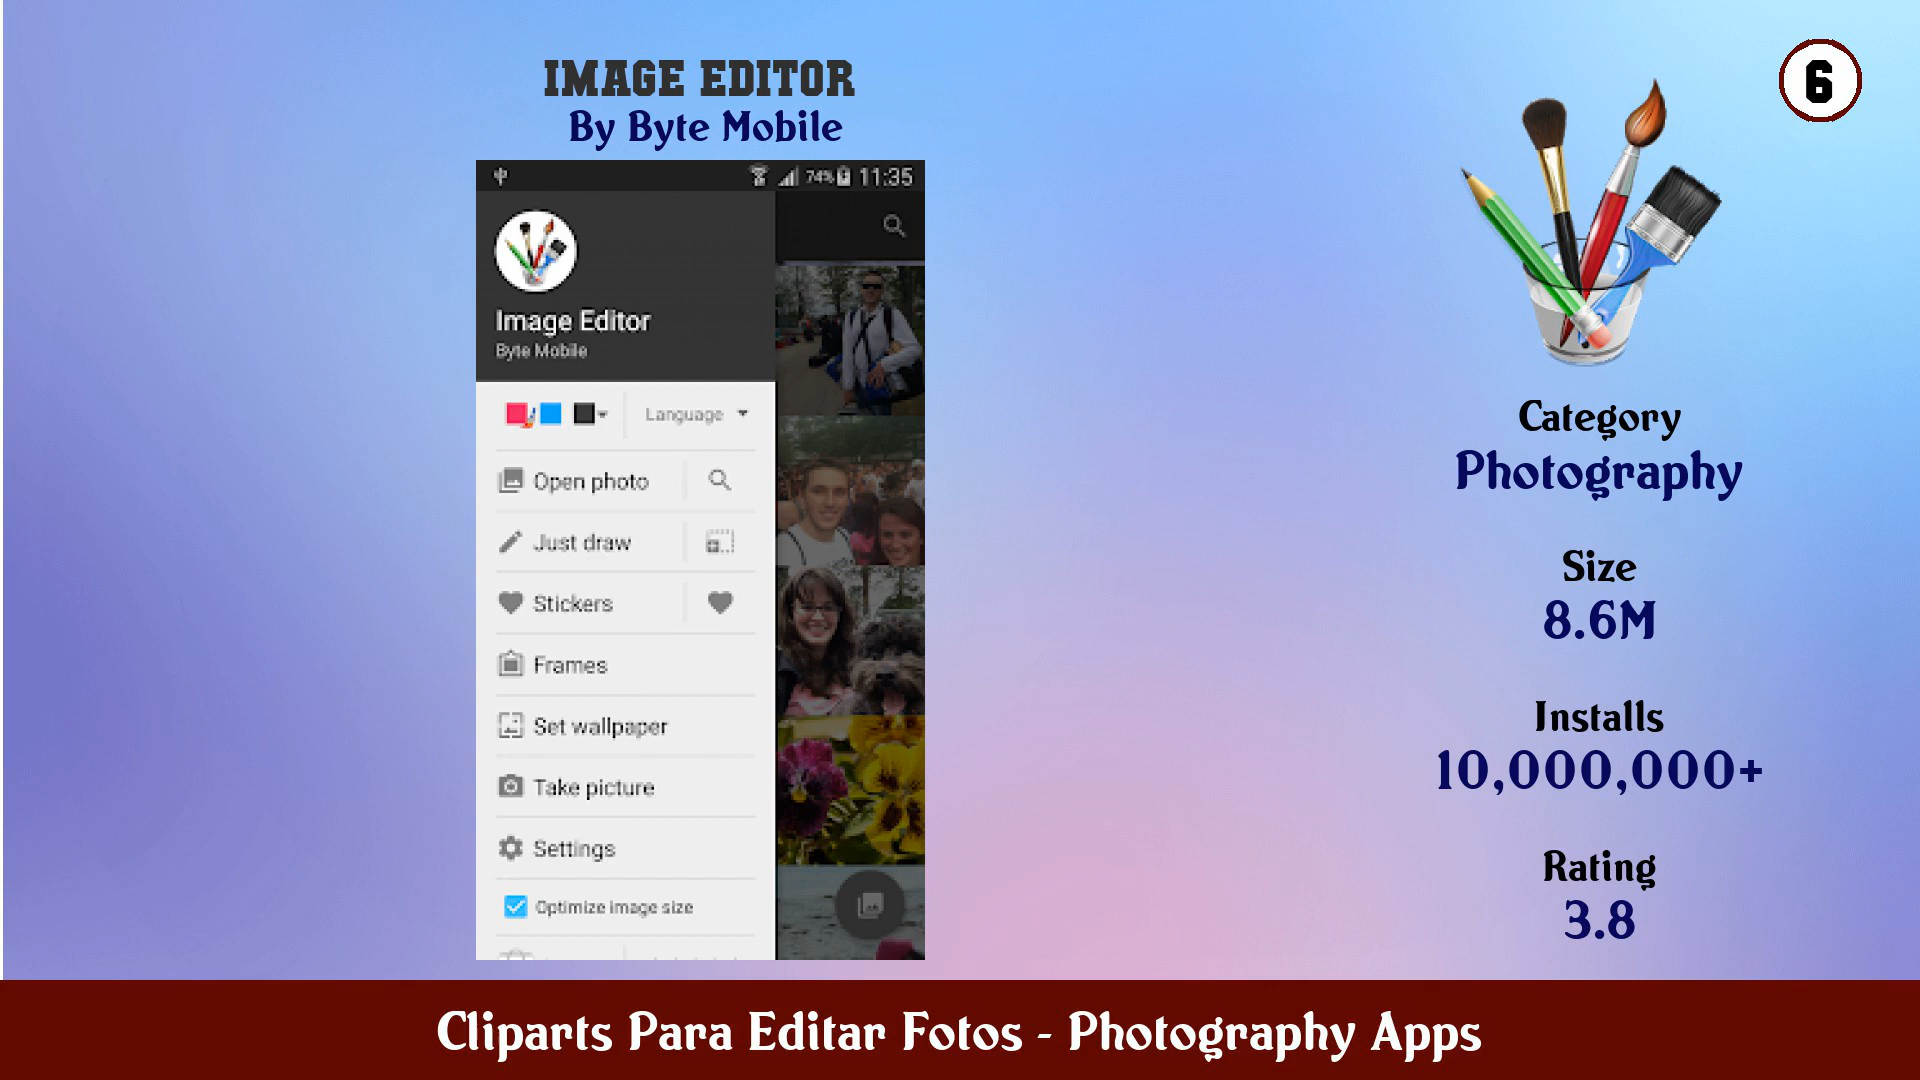 IMAGE EDITOR
By Byte Mobile
6
74% 11:35
Image Editor
Byte Mobile
Language
Open photo
Just draw
Stickers
Frames
Set wallpaper
Take picture
Settings
Optimize image size
Category
Photography
Size
8.6M
Installs
10,000,000+
Rating
3.8
Cliparts Para Editar Fotos - Photography Apps